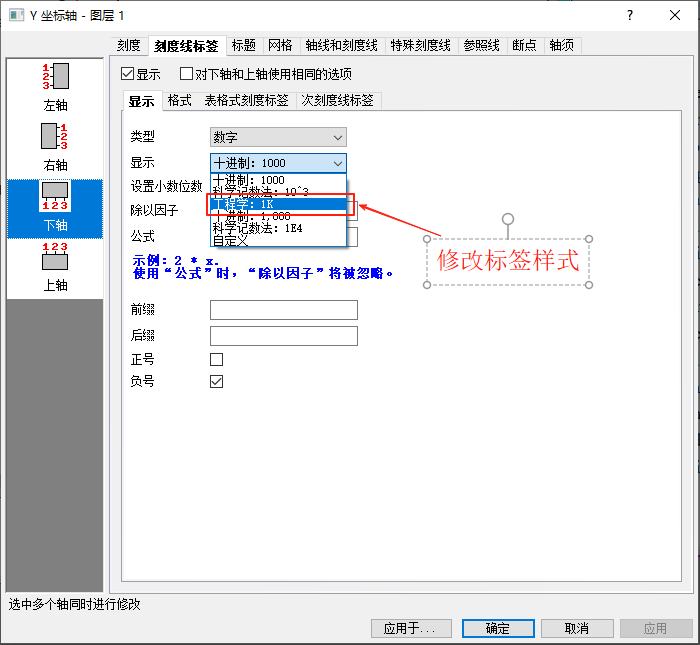 Y 坐标轴 - 图层 1
?
刻度 刻度线标签 标题 网格 轴线和刻度线 特殊刻度线 参照线 断点 轴须
显示 对下轴和上轴使用相同的选项
显示 格式 表格式刻度标签 次刻度线标签
1 2 3
左轴
1 2 3
右轴
123
下轴
123
上轴
类型 数字
显示 十进制: 1000
十进制: 1000
设置小数位数 科学记数法: 10^3
除以因子 工程学: 1K
十进制: 1,000
公式 科学记数法: 1E4
自定义
修改标签样式
示例: 2 * x.
使用“公式”时,“除以因子”将被忽略。
前缀
后缀
正号
负号
选中多个轴同时进行修改
应用于... 确定 取消 应用